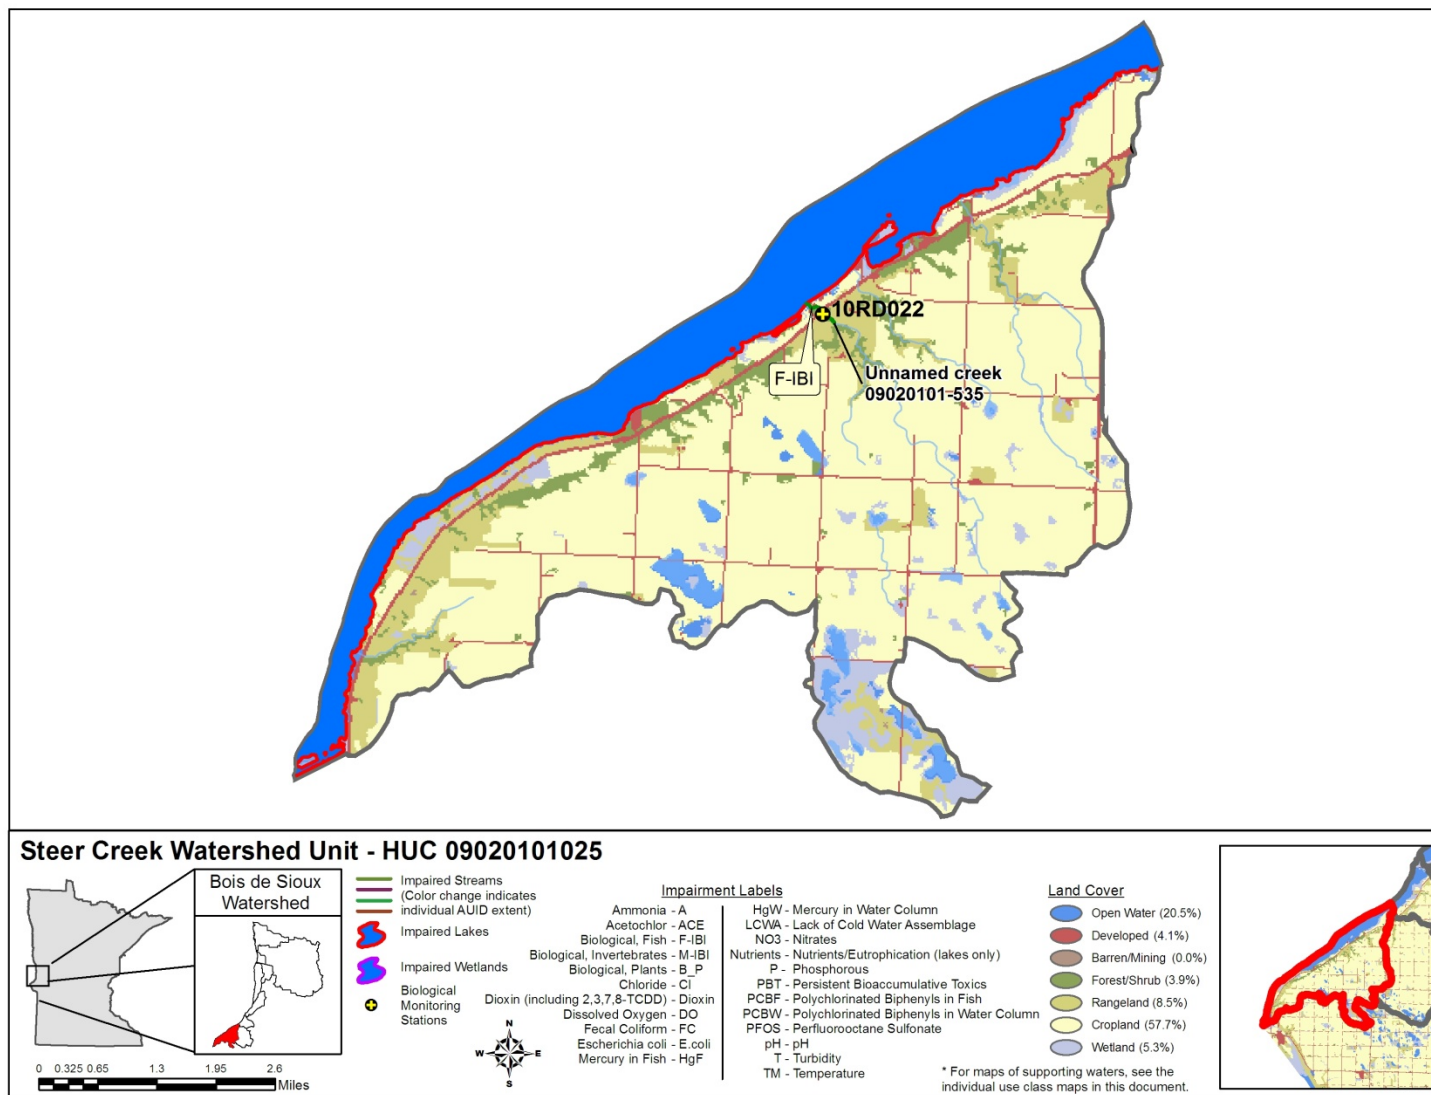 10RD022
F-IBI
Unnamed creek
09020101-535
Steer Creek Watershed Unit - HUC 09020101025
Bois de Sioux
Watershed
0 0.325 0.65 1.3 1.95 2.6
Miles
Impaired Streams
(Color change indicates
individual AUID extent)
Impaired Lakes
Impaired Wetlands
Biological
Monitoring
Stations
N
W E
S
Impairment Labels
Ammonia - A
Acetochlor - ACE
Biological, Fish - F-IBI
Biological, Invertebrates - M-IBI
Biological, Plants - B_P
Chloride - Cl
Dioxin (including 2,3,7,8-TCDD) - Dioxin
Dissolved Oxygen - DO
Fecal Coliform - FC
Escherichia coli - E.coli
Mercury in Fish - HgF
HgW - Mercury in Water Column
LCWA - Lack of Cold Water Assemblage
NO3 - Nitrates
Nutrients - Nutrients/Eutrophication (lakes only)
P - Phosphorous
PBT - Persistent Bioaccumulative Toxics
PCBF - Polychlorinated Biphenyls in Fish
PCBW - Polychlorinated Biphenyls in Water Column
PFOS - Perfluorooctane Sulfonate
pH - pH
T - Turbidity
TM - Temperature
Land Cover
Open Water (20.5%)
Developed (4.1%)
Barren/Mining (0.0%)
Forest/Shrub (3.9%)
Rangeland (8.5%)
Cropland (57.7%)
Wetland (5.3%)
* For maps of supporting waters, see the
individual use class maps in this document.